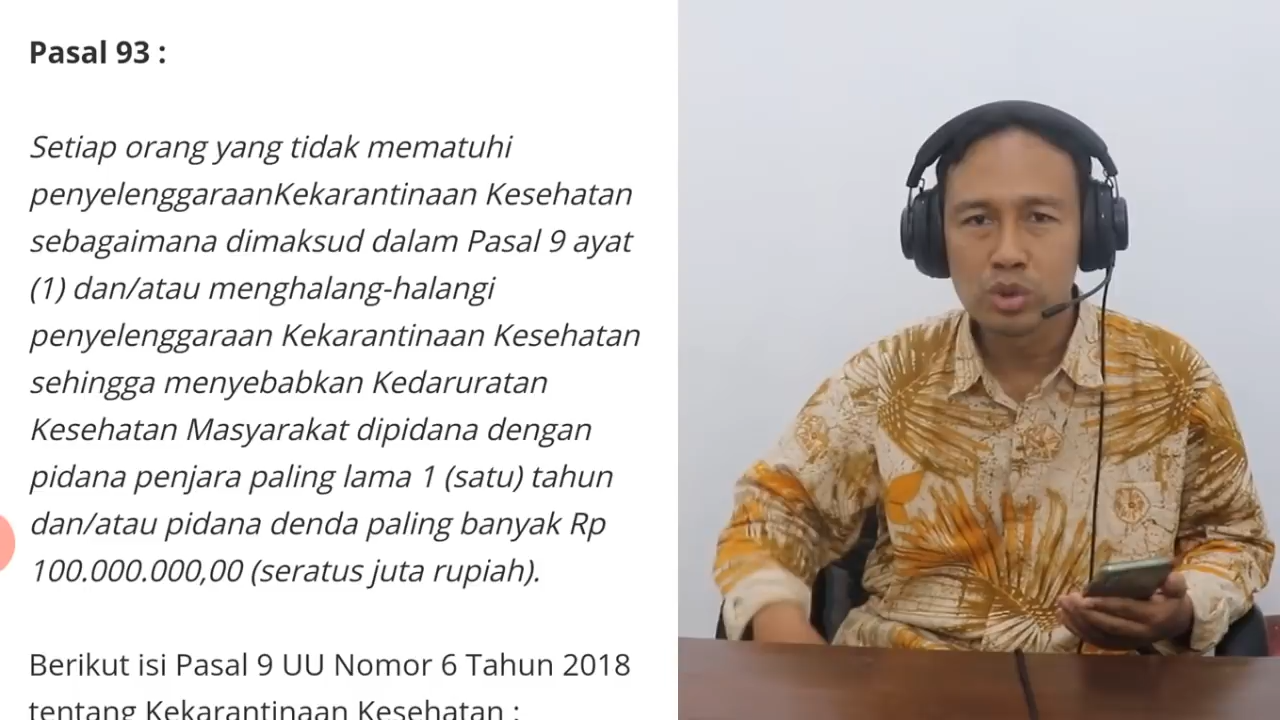 Pasal 93 :
Setiap orang yang tidak mematuhi
penyelenggaraanKekarantinaan Kesehatan
sebagaimana dimaksud dalam Pasal 9 ayat
(1) dan/atau menghalang-halangi
penyelenggaraan Kekarantinaan Kesehatan
sehingga menyebabkan Kedaruratan
Kesehatan Masyarakat dipidana dengan
pidana penjara paling lama 1 (satu) tahun
dan/atau pidana denda paling banyak Rp
100.000.000,00 (seratus juta rupiah).
Berikut isi Pasal 9 UU Nomor 6 Tahun 2018
tentang Kekarantinaan Kesehatan :